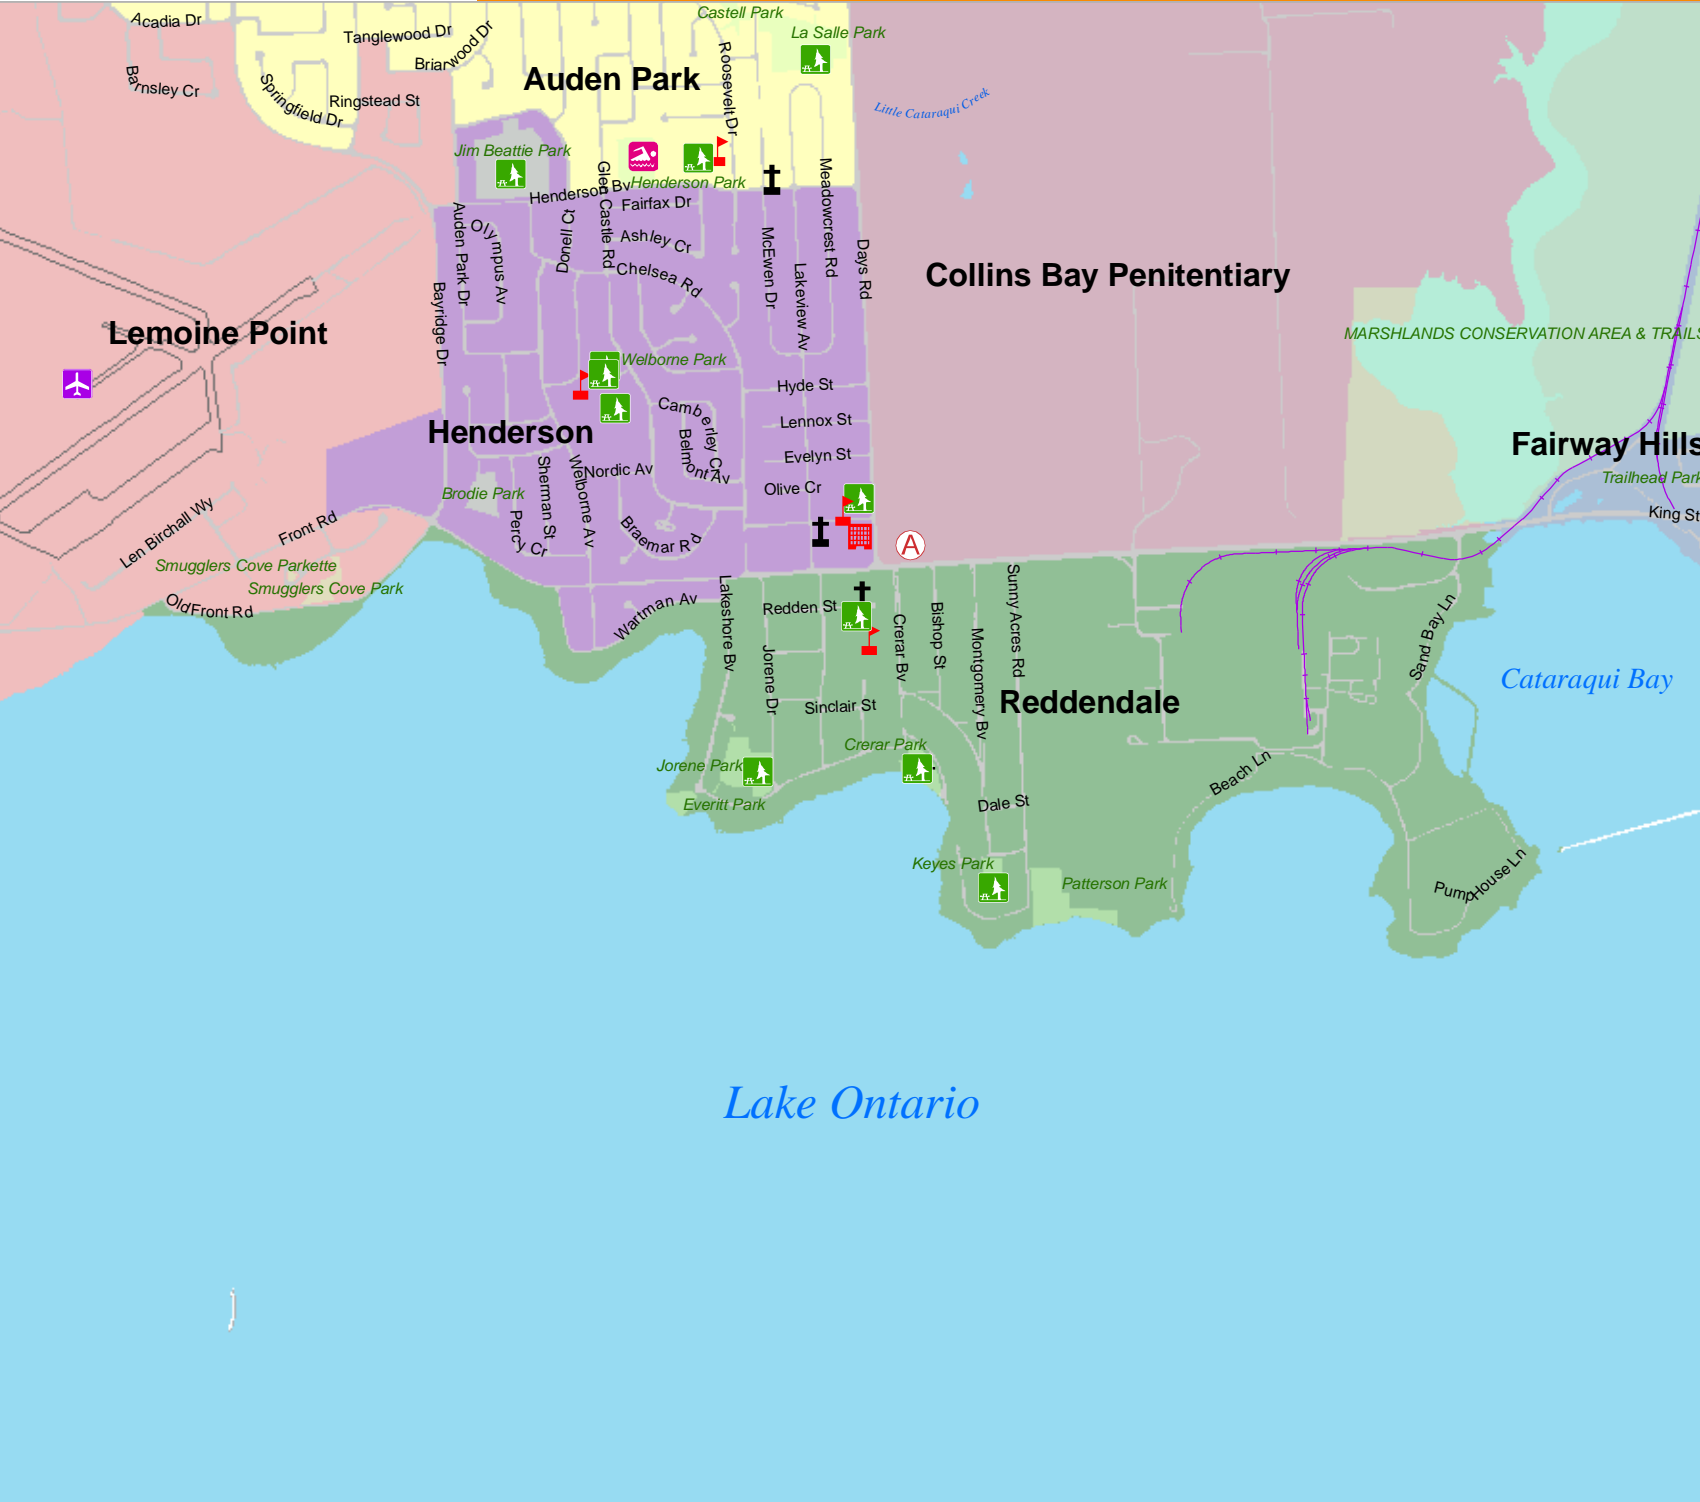 Castell Park
Acadia Dr
Tanglewood Dr
Briarwood Dr
La Salle Park
Roosevelt Dr
Auden Park
Barnsley Cr
Springfield Dr
Ringstead St
Little Cataraqui Creek
Jim Beattie Park
Henderson Bv
Henderson Park
Glen Castle Rd
Meadowcrest Rd
Fairfax Dr
Auden Park Dr
Olympus Av
Donell Ct
Ashley Cr
McEwen Dr
Days Rd
Chelsea Rd
Lakeview Av
Collins Bay Penitentiary
Bayridge Dr
Lemoine Point
MARSHLANDS CONSERVATION AREA & TRAILS
Welborne Park
Hyde St
Camberley Cr
Lennox St
Belmont Av
Henderson
Fairway Hills
Evelyn St
Nordic Av
Sherman St
Welborne Av
Trailhead Park
Olive Cr
Brodie Park
King St
Len Birchall Wy
Front Rd
Percy Cr
Braemar Rd
A
Smugglers Cove Parkette
Smugglers Cove Park
Old Front Rd
Wartman Av
Lakeshore Bv
Redden St
Crerar Bv
Bishop St
Sunny Acres Rd
Montgomery Bv
Sand Bay Ln
Jorene Dr
Cataraqui Bay
Reddendale
Sinclair St
Crerar Park
Jorene Park
Beach Ln
Everitt Park
Dale St
Keyes Park
Patterson Park
Pump House Ln
Lake Ontario